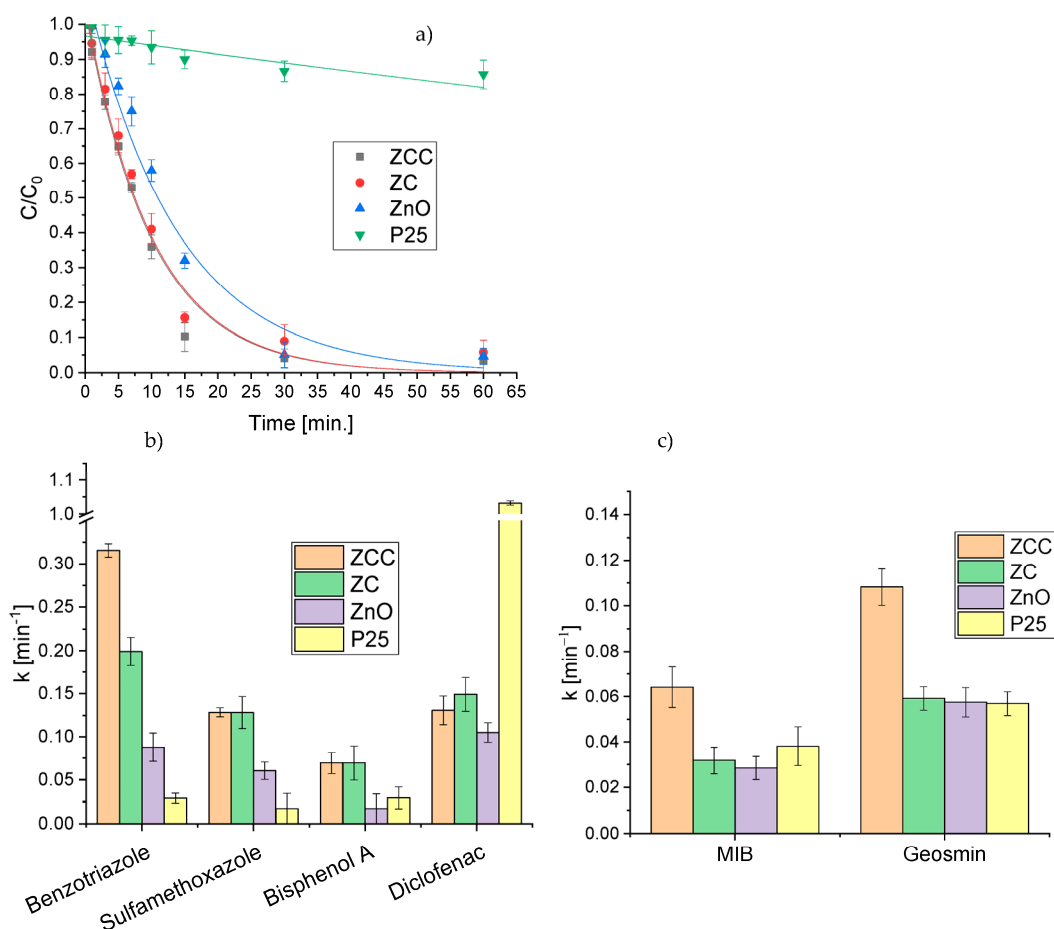 a)
1.0
0.9
0.8
0.7
0.6
0.5
0.4
0.3
0.2
0.1
0.0
C/C₀
ZCC
ZC
ZnO
P25
0 5 10 15 20 25 30 35 40 45 50 55 60 65
Time [min.]
b)
1.1
1.0
0.30
0.25
0.20
0.15
0.10
0.05
0.00
k [min⁻¹]
ZCC
ZC
ZnO
P25
Benzotriazole
Sulfamethoxazole
Bisphenol A
Diclofenac
c)
0.14
0.12
0.10
0.08
0.06
0.04
0.02
0.00
k [min⁻¹]
ZCC
ZC
ZnO
P25
MIB Geosmin